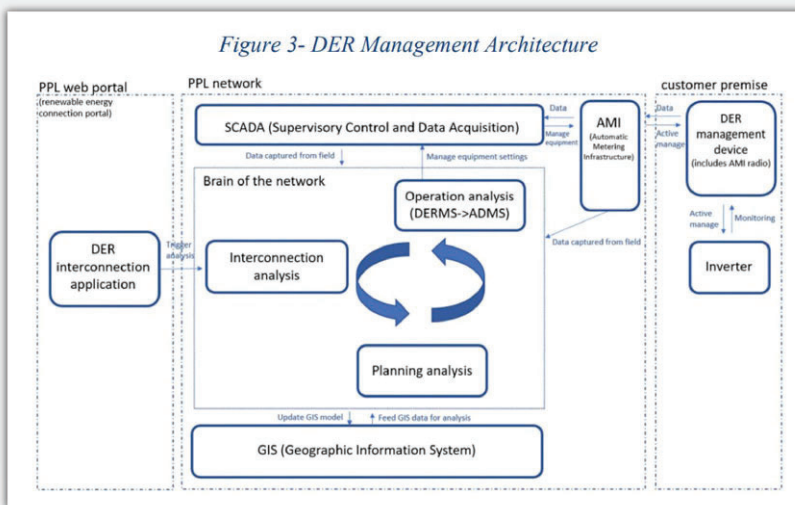 Figure 3- DER Management Architecture
PPL web portal
(renewable energy
connection portal)
PPL network
customer premise
SCADA (Supervisory Control and Data Acquisition)
Data
Manage
equipment
AMI
(Automatic
Metering
Infrastructure)
Data
Active
manage
DER
management
device
(includes AMI radio)
Data captured from field
Manage equipment settings
Brain of the network
Operation analysis
(DERMS->ADMS)
Active
manage
Monitoring
Data captured from field
DER
interconnection
application
Trigger
analysis
Interconnection
analysis
Inverter
Planning analysis
Update GIS model
Feed GIS data for analysis
GIS (Geographic Information System)